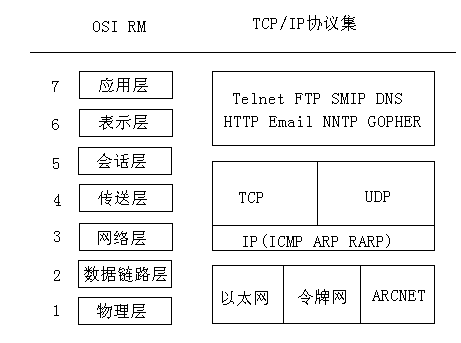 OSI RM
TCP/IP协议集
7 应用层
Telnet FTP SMIP DNS
6 表示层
HTTP Email NNTP GOPHER
5 会话层
4 传送层
TCP
UDP
3 网络层
IP(ICMP ARP RARP)
2 数据链路层
1 物理层
以太网
令牌网
ARCNET